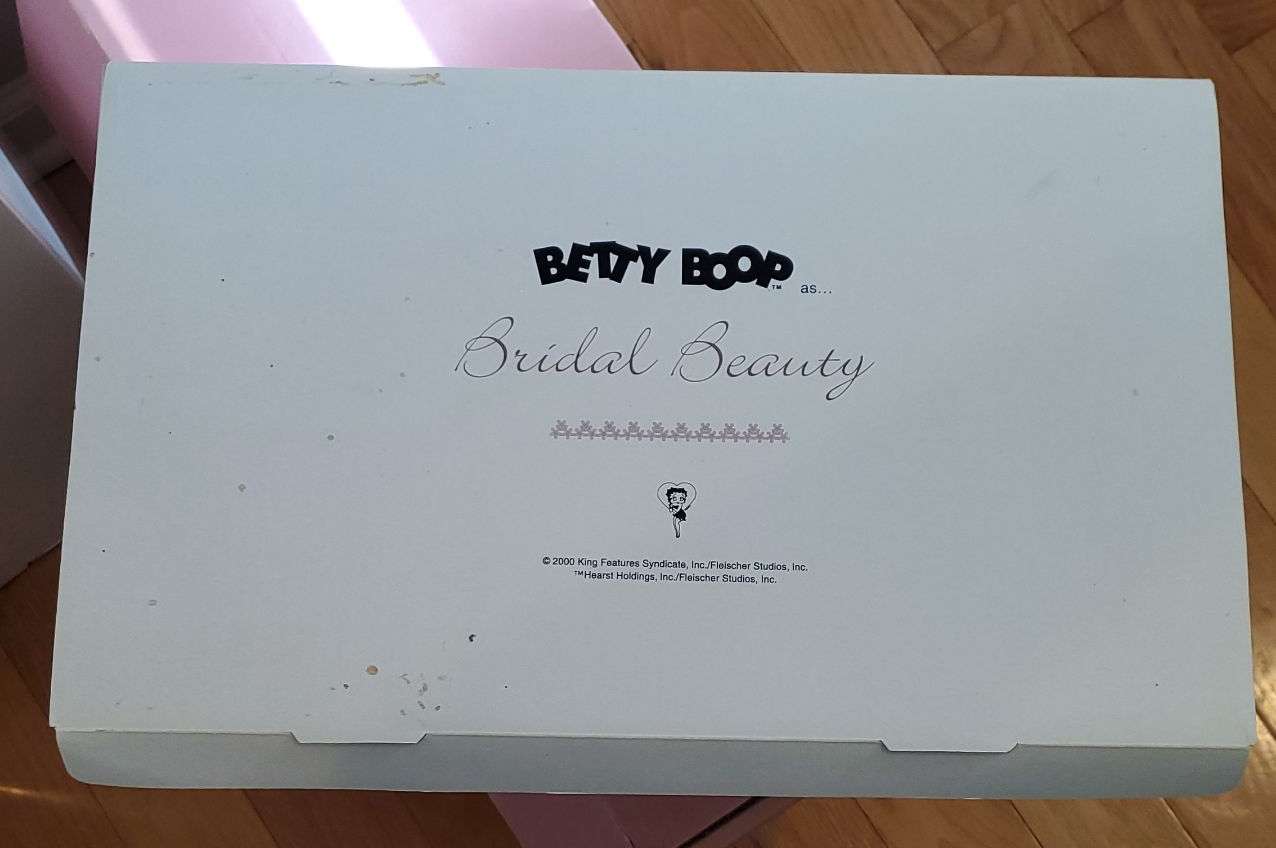 BETTY BOOP™ as...
Bridal Beauty
© 2000 King Features Syndicate, Inc./Fleischer Studios, Inc.
™Hearst Holdings, Inc./Fleischer Studios, Inc.